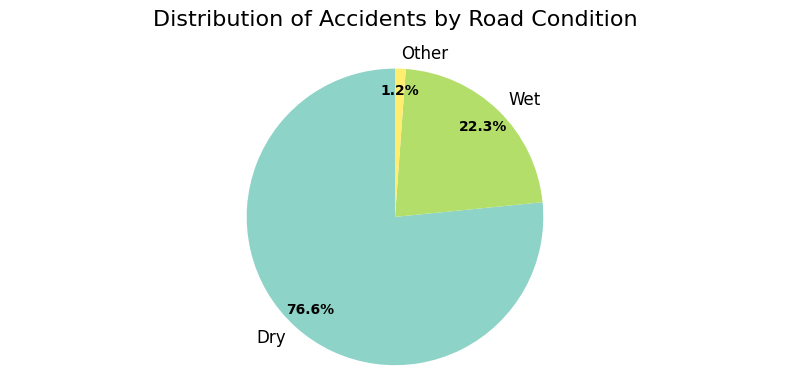 Distribution of Accidents by Road Condition
Other
1.2%
Wet
22.3%
76.6%
Dry